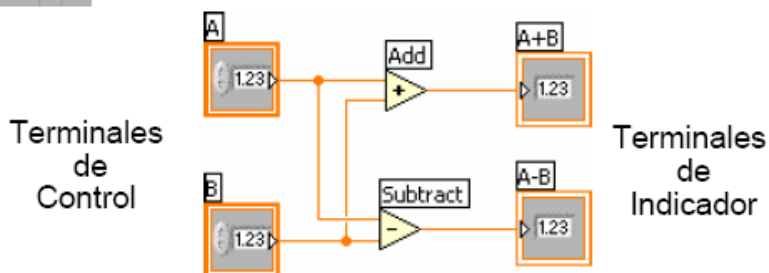 A
1.23
Add
+
A+B
1.23
Terminales
de
Control
Terminales
de
Indicador
B
1.23
Subtract
-
A-B
1.23